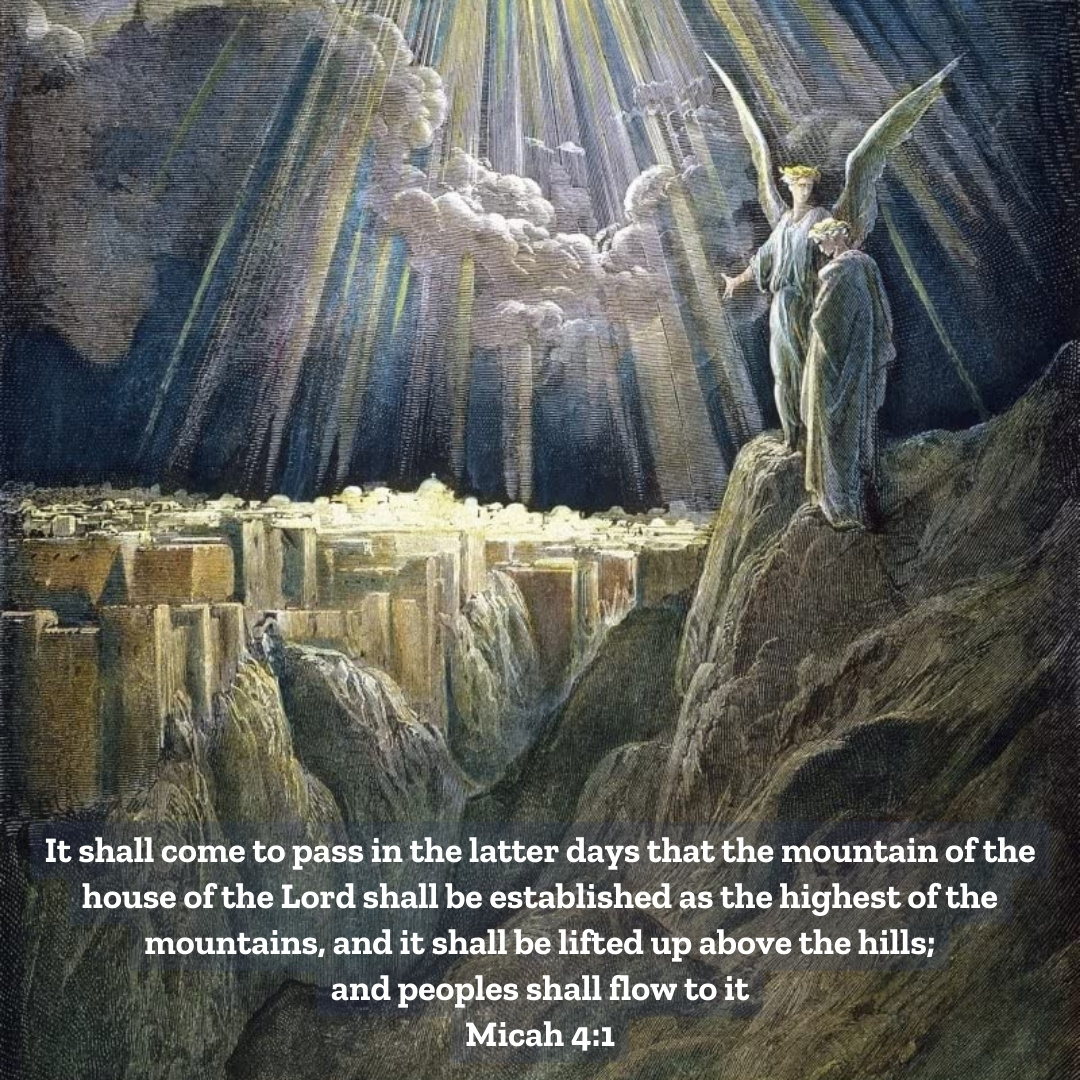 It shall come to pass in the latter days that the mountain of the
house of the Lord shall be established as the highest of the
mountains, and it shall be lifted up above the hills;
and peoples shall flow to it
Micah 4:1